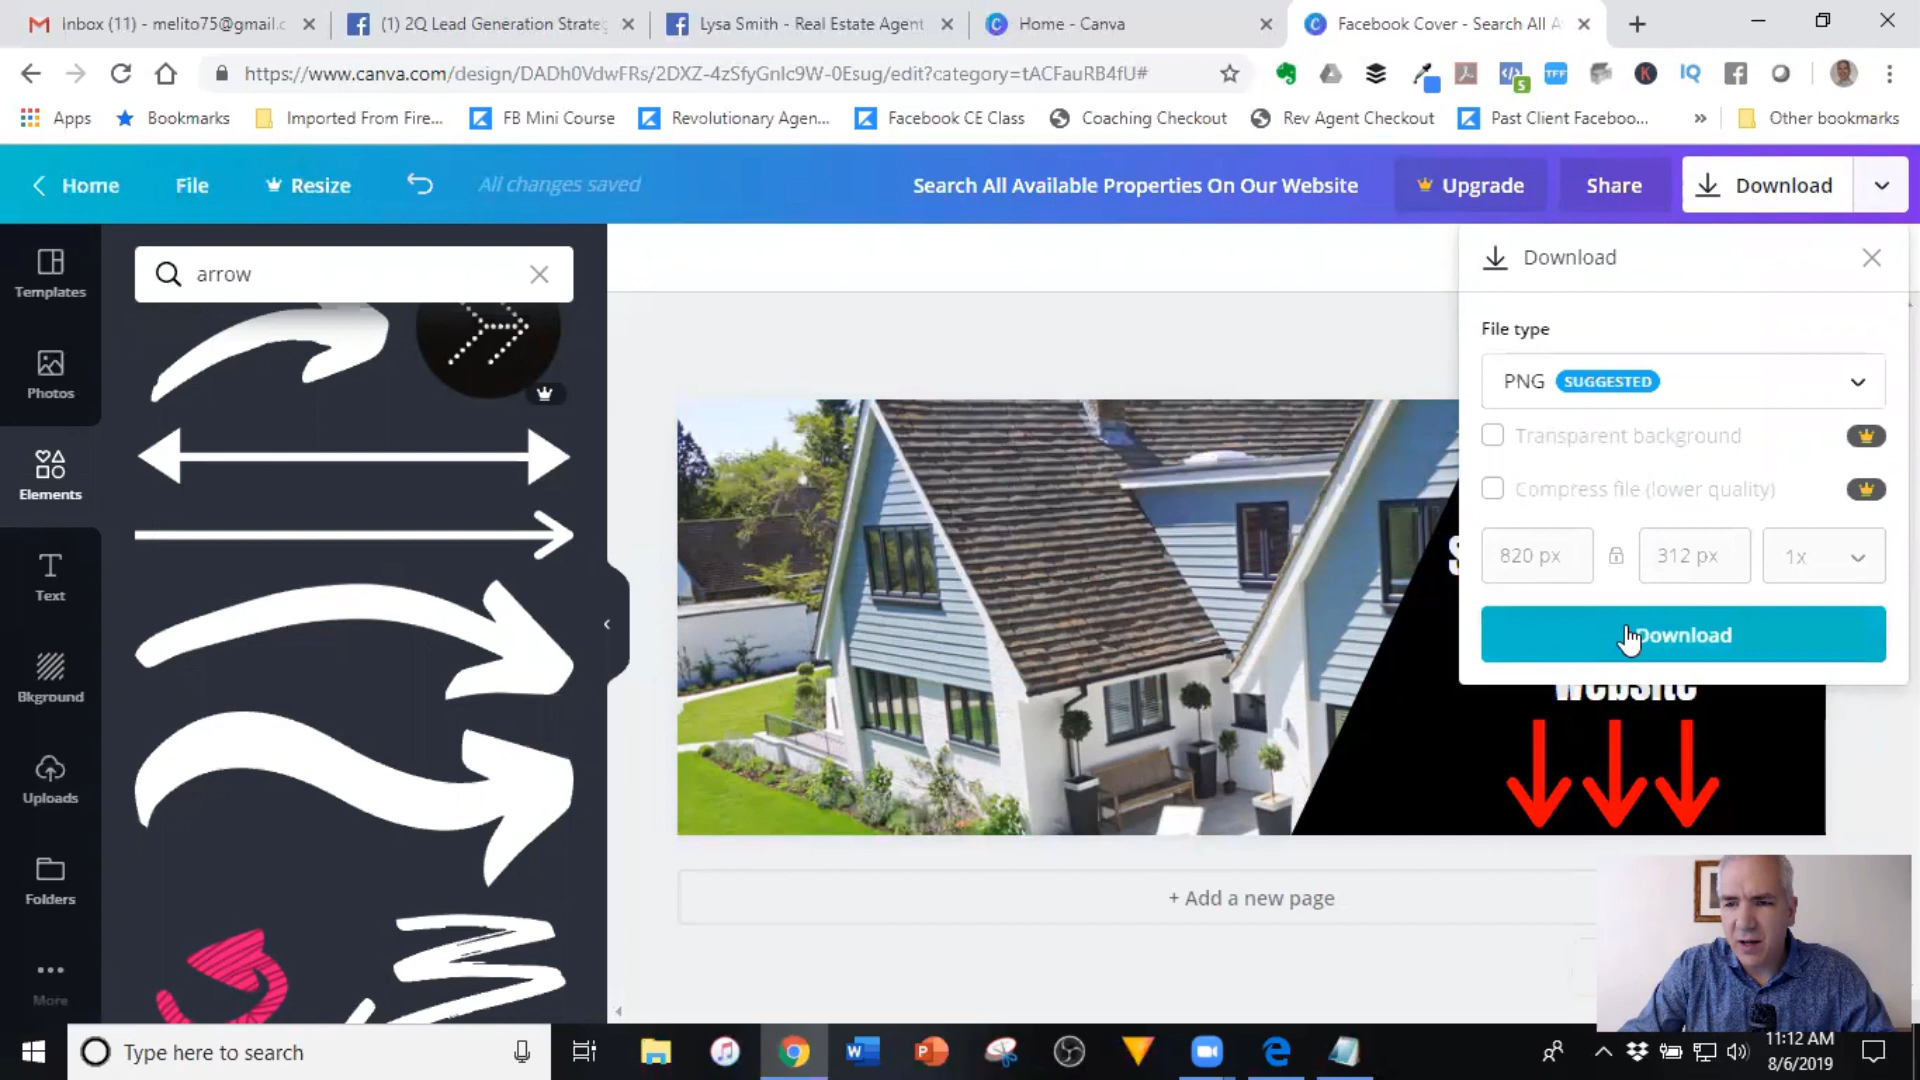 inbox (11) - melito75@gmail.c
(1) 2Q Lead Generation Strate
Lysa Smith - Real Estate Agent
Home - Canva
Facebook Cover - Search All A
https://www.canva.com/design/DADh0VdwFRs/2DXZ-4zSfyGnIc9W-0Esug/edit?category=tACFauRB4fU#
Apps
Bookmarks
Imported From Fire...
FB Mini Course
Revolutionary Agen...
Facebook CE Class
Coaching Checkout
Rev Agent Checkout
Past Client Faceboo...
»
Other bookmarks
Home
File
Resize
All changes saved
Search All Available Properties On Our Website
Upgrade
Share
Download
Templates
Photos
Elements
Text
Bkground
Uploads
Folders
More
arrow
Download
File type
PNG SUGGESTED
Transparent background
Compress file (lower quality)
820 px
312 px
1x
Download
Website
+ Add a new page
Type here to search
11:12 AM
8/6/2019